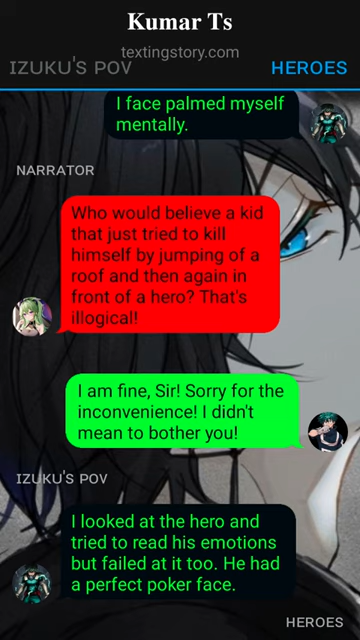 Kumar Ts
textingstory.com
IZUKU'S POV
HEROES
I face palmed myself
mentally.
NARRATOR
Who would believe a kid
that just tried to kill
himself by jumping of a
roof and then again in
front of a hero? That's
illogical!
I am fine, Sir! Sorry for the
inconvenience! I didn't
mean to bother you!
IZUKU'S POV
I looked at the hero and
tried to read his emotions
but failed at it too. He had
a perfect poker face.
HEROES